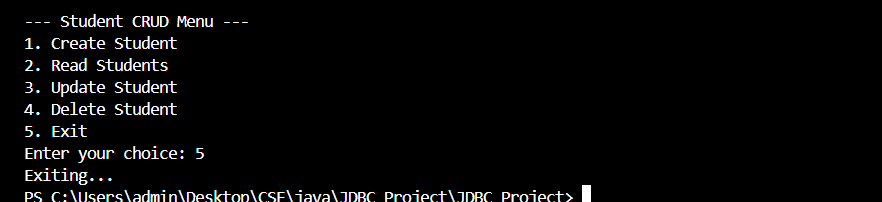 --- Student CRUD Menu ---
1. Create Student
2. Read Students
3. Update Student
4. Delete Student
5. Exit
Enter your choice: 5
Exiting...
PS C:\Users\admin\Desktop\CSE\java\JDBC Project\JDBC Project>